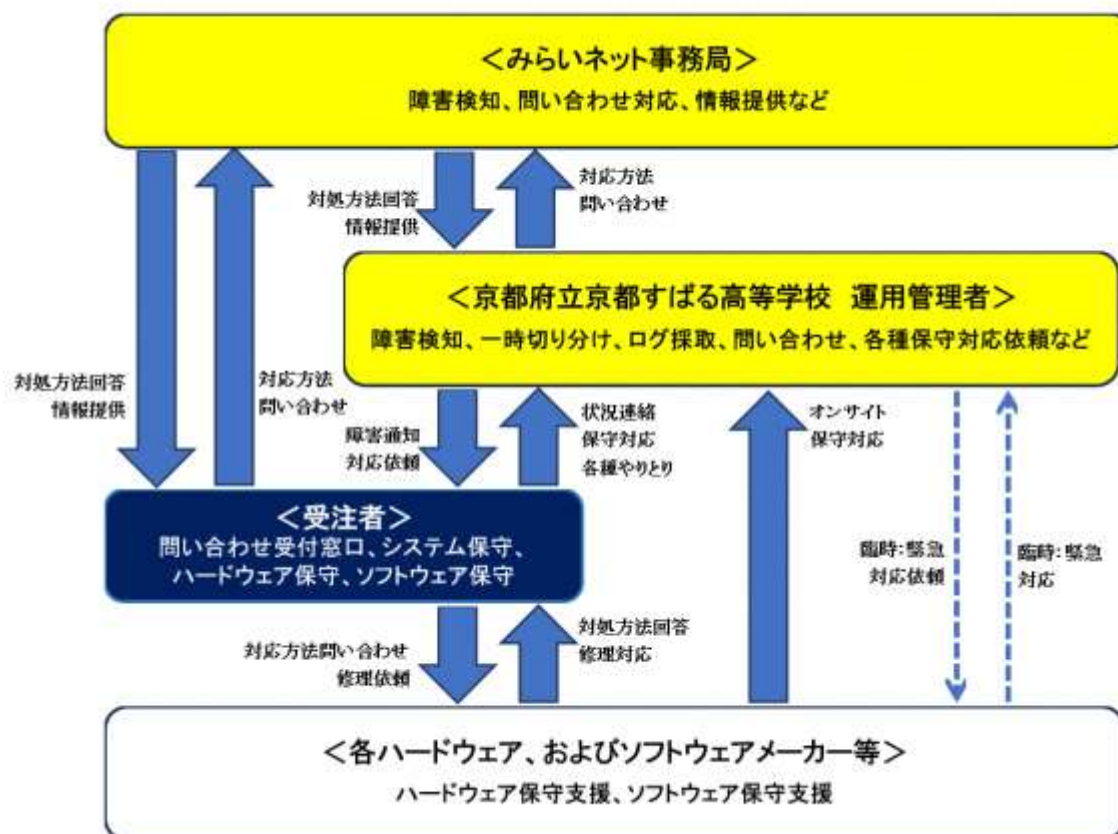 ＜みらいネット事務局＞
障害検知、問い合わせ対応、情報提供など
対処方法回答
情報提供
対応方法
問い合わせ
＜京都府立京都すばる高等学校　運用管理者＞
障害検知、一時切り分け、ログ採取、問い合わせ、各種保守対応依頼など
対処方法回答
情報提供
対応方法
問い合わせ
障害通知
対応依頼
状況連絡
保守対応
各種やりとり
オンサイト
保守対応
＜受注者＞
問い合わせ受付窓口、システム保守、
ハードウェア保守、ソフトウェア保守
臨時：緊急
対応依頼
臨時：緊急
対応
対応方法問い合わせ
修理依頼
対処方法回答
修理対応
＜各ハードウェア、およびソフトウェアメーカー等＞
ハードウェア保守支援、ソフトウェア保守支援